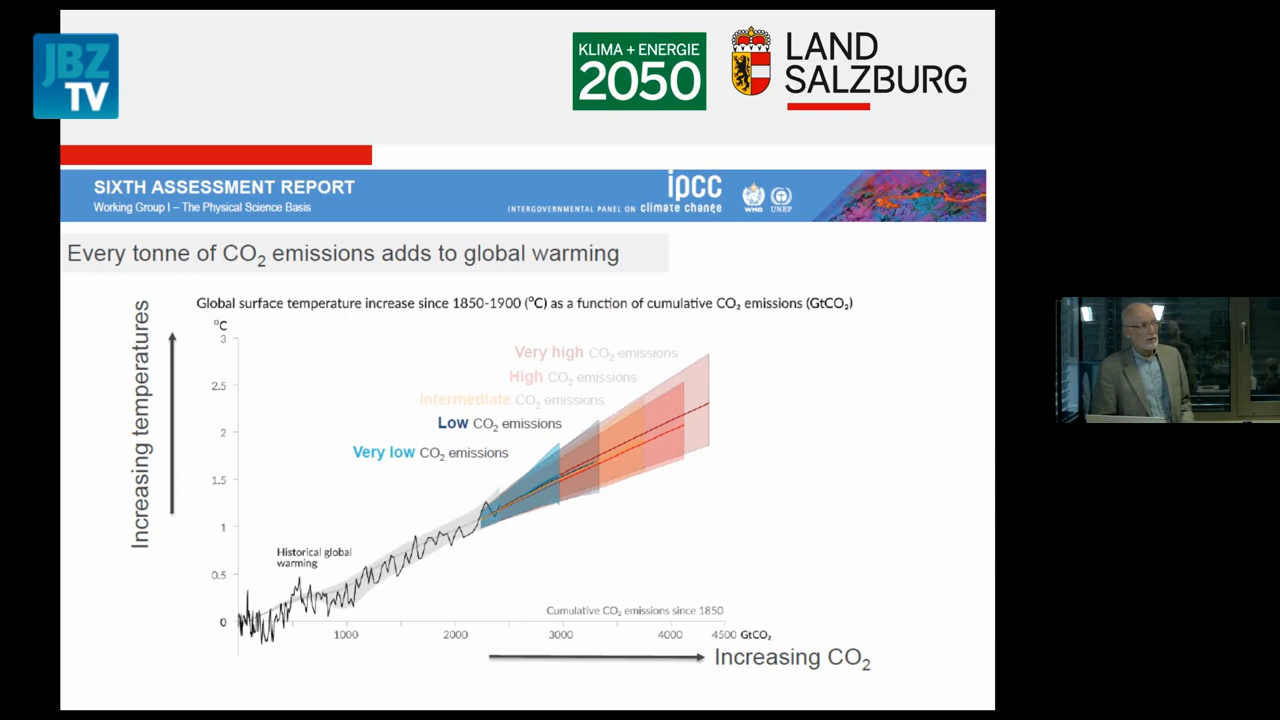 JBZ
TV
KLIMA + ENERGIE
2050
LAND
SALZBURG
SIXTH ASSESSMENT REPORT
Working Group I – The Physical Science Basis
ipcc
INTERGOVERNMENTAL PANEL ON climate change
WMO
UNEP
Every tonne of CO₂ emissions adds to global warming
Increasing temperatures
Global surface temperature increase since 1850-1900 (°C) as a function of cumulative CO₂ emissions (GtCO₂)
°C
3
2.5
2
1.5
1
0.5
0
Very high CO₂ emissions
High CO₂ emissions
Intermediate CO₂ emissions
Low CO₂ emissions
Very low CO₂ emissions
Historical global
warming
Cumulative CO₂ emissions since 1850
1000 2000 3000 4000 4500 GtCO₂
Increasing CO₂